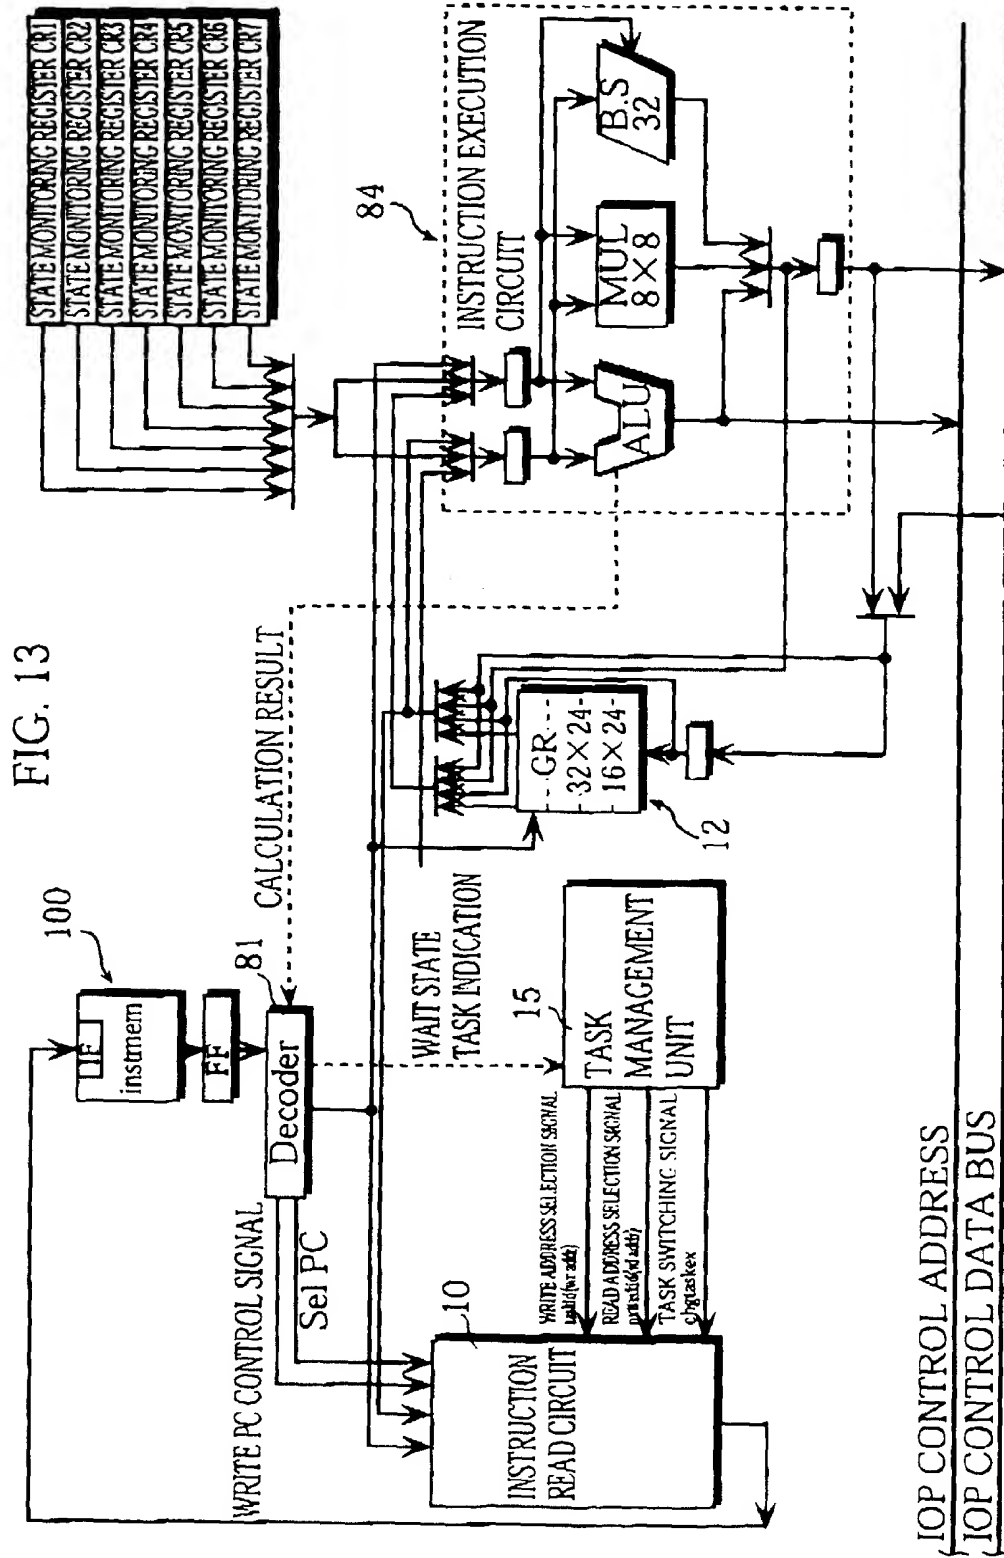 FIG. 13
STATE MONITORING REGISTER CR1
STATE MONITORING REGISTER CR2
STATE MONITORING REGISTER CR3
STATE MONITORING REGISTER CR4
STATE MONITORING REGISTER CR5
STATE MONITORING REGISTER CR6
STATE MONITORING REGISTER CR7
100
IF
instmem
FF
81
Decoder
CALCULATION RESULT
84
INSTRUCTION EXECUTION
CIRCUIT
ALU
MUL
8×8
B.S
32
WRITE PC CONTROL SIGNAL
Sel PC
WAIT STATE
TASK INDICATION
GR
32×24
16×24
12
10
INSTRUCTION
READ CIRCUIT
15
TASK
MANAGEMENT
UNIT
WRITE ADDRESS SELECTION SIGNAL
READ ADDRESS SELECTION SIGNAL
TASK SWITCHING SIGNAL
chgtaskex
IOP CONTROL ADDRESS
IOP CONTROL DATA BUS